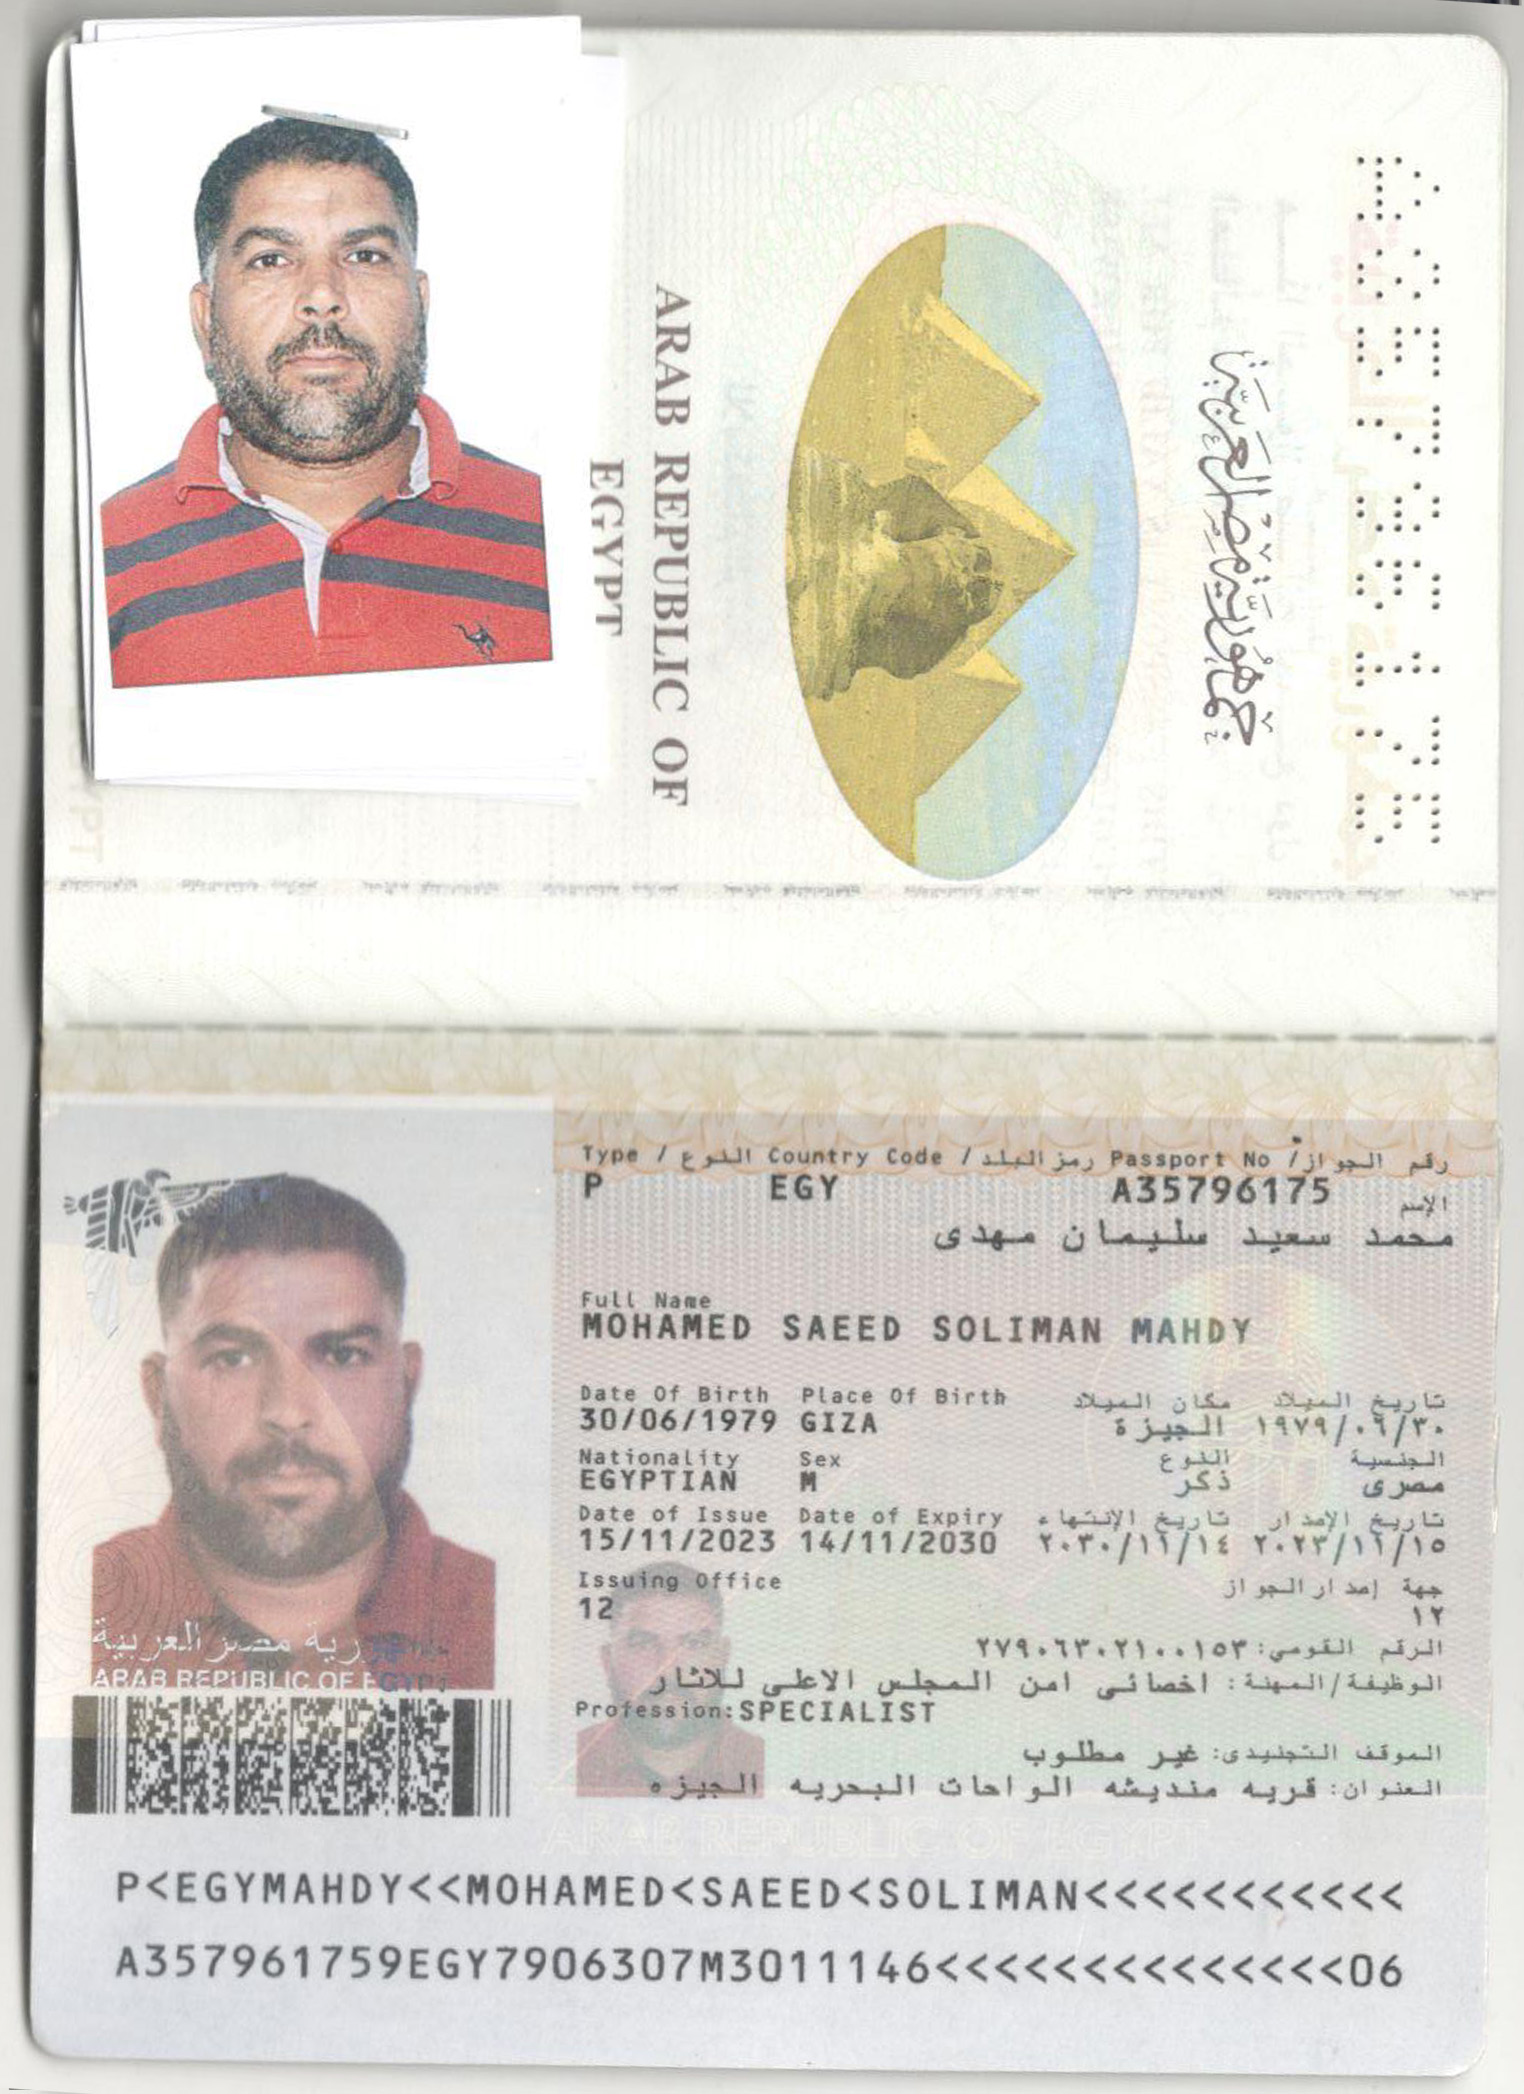 ARAB REPUBLIC OF
EGYPT
جمهورية مصر العربية
A35796175
Type / النوع Country Code / رمز البلد Passport No / رقم الجواز
P EGY A35796175
الإسم
محمد سعيد سليمان مهدى
Full Name
MOHAMED SAEED SOLIMAN MAHDY
Date Of Birth Place Of Birth مكان الميلاد تاريخ الميلاد
30/06/1979 GIZA الجيزة ١٩٧٩/٠٦/٣٠
Nationality Sex النوع الجنسية
EGYPTIAN M ذكر مصرى
Date of Issue Date of Expiry تاريخ الإنتهاء تاريخ الإصدار
15/11/2023 14/11/2030 ٢٠٣٠/١١/١٤ ٢٠٢٣/١١/١٥
Issuing Office جهة إصدار الجواز
12 ١٢
الرقم القومي: ٢٧٩٠٦٣٠٢١٠٠١٥٣
الوظيفة/المهنة: اخصائى امن المجلس الاعلى للاثار
Profession:SPECIALIST
الموقف التجنيدى: غير مطلوب
العنوان: قريه منديشه الواحات البحريه الجيزه
جمهورية مصر العربية
ARAB REPUBLIC OF EGYPT
ARAB REPUBLIC OF EGYPT
P<EGYMAHDY<<MOHAMED<SAEED<SOLIMAN<<<<<<<<<<<
A357961759EGY7906307M3011146<<<<<<<<<<<<<<06